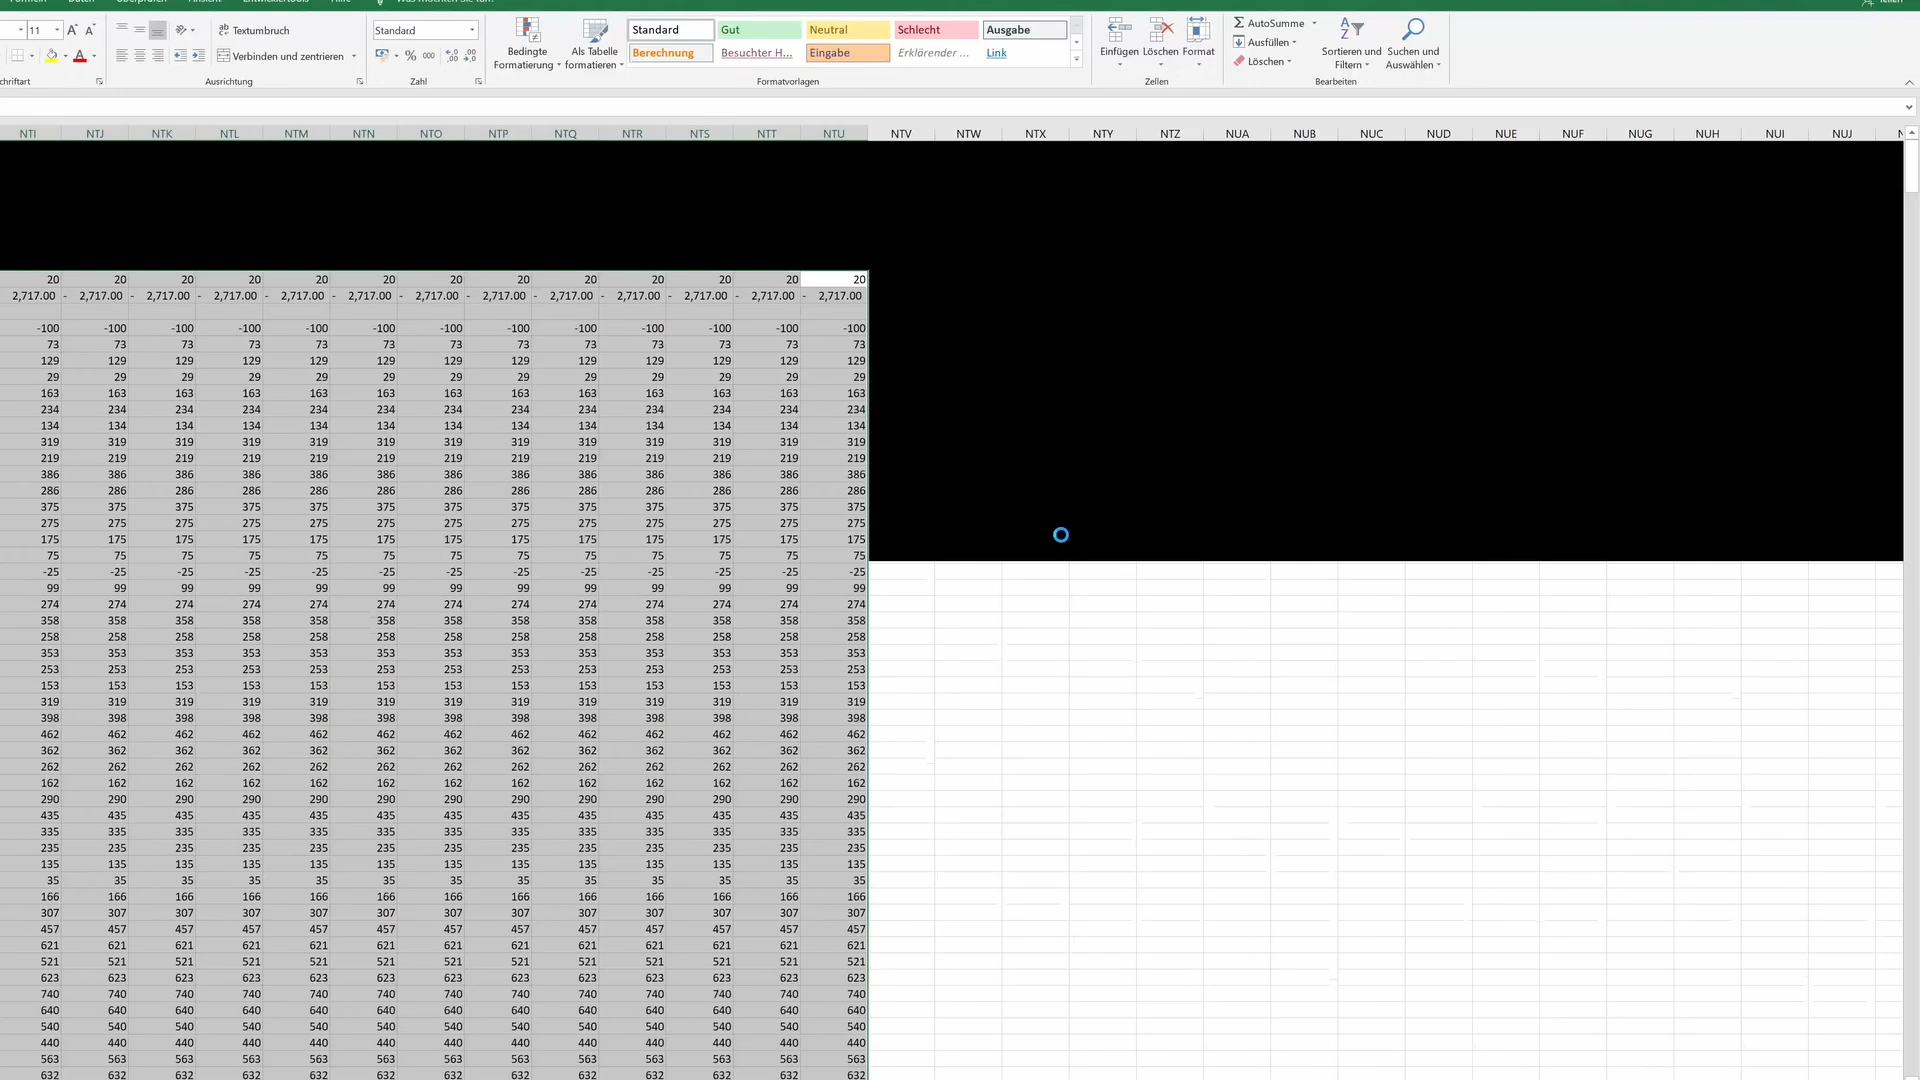 11 A A ab Textumbruch Standard
Standard Gut Neutral Schlecht Ausgabe
Berechnung Besuchter H... Eingabe Erklärender ... Link
Verbinden und zentrieren % 000
Bedingte Formatierung Als Tabelle formatieren
Einfügen Löschen Format
Σ AutoSumme
Ausfüllen
Löschen
Sortieren und Filtern Suchen und Auswählen
Ausrichtung Zahl Formatvorlagen Zellen Bearbeiten
NTI NTJ NTK NTL NTM NTN NTO NTP NTQ NTR NTS NTT NTU NTV NTW NTX NTY NTZ NUA NUB NUC NUD NUE NUF NUG NUH NUI NUJ
20 20 20 20 20 20 20 20 20 20 20 20 20
2,717.00 - 2,717.00 - 2,717.00 - 2,717.00 - 2,717.00 - 2,717.00 - 2,717.00 - 2,717.00 - 2,717.00 - 2,717.00 - 2,717.00 - 2,717.00 - 2,717.00
-100 -100 -100 -100 -100 -100 -100 -100 -100 -100 -100 -100 -100
73 73 73 73 73 73 73 73 73 73 73 73 73
129 129 129 129 129 129 129 129 129 129 129 129 129
29 29 29 29 29 29 29 29 29 29 29 29 29
163 163 163 163 163 163 163 163 163 163 163 163 163
234 234 234 234 234 234 234 234 234 234 234 234 234
134 134 134 134 134 134 134 134 134 134 134 134 134
319 319 319 319 319 319 319 319 319 319 319 319 319
219 219 219 219 219 219 219 219 219 219 219 219 219
386 386 386 386 386 386 386 386 386 386 386 386 386
286 286 286 286 286 286 286 286 286 286 286 286 286
375 375 375 375 375 375 375 375 375 375 375 375 375
275 275 275 275 275 275 275 275 275 275 275 275 275
175 175 175 175 175 175 175 175 175 175 175 175 175
75 75 75 75 75 75 75 75 75 75 75 75 75
-25 -25 -25 -25 -25 -25 -25 -25 -25 -25 -25 -25 -25
99 99 99 99 99 99 99 99 99 99 99 99 99
274 274 274 274 274 274 274 274 274 274 274 274 274
358 358 358 358 358 358 358 358 358 358 358 358 358
258 258 258 258 258 258 258 258 258 258 258 258 258
353 353 353 353 353 353 353 353 353 353 353 353 353
253 253 253 253 253 253 253 253 253 253 253 253 253
153 153 153 153 153 153 153 153 153 153 153 153 153
319 319 319 319 319 319 319 319 319 319 319 319 319
398 398 398 398 398 398 398 398 398 398 398 398 398
462 462 462 462 462 462 462 462 462 462 462 462 462
362 362 362 362 362 362 362 362 362 362 362 362 362
262 262 262 262 262 262 262 262 262 262 262 262 262
162 162 162 162 162 162 162 162 162 162 162 162 162
290 290 290 290 290 290 290 290 290 290 290 290 290
435 435 435 435 435 435 435 435 435 435 435 435 435
335 335 335 335 335 335 335 335 335 335 335 335 335
235 235 235 235 235 235 235 235 235 235 235 235 235
135 135 135 135 135 135 135 135 135 135 135 135 135
35 35 35 35 35 35 35 35 35 35 35 35 35
166 166 166 166 166 166 166 166 166 166 166 166 166
307 307 307 307 307 307 307 307 307 307 307 307 307
457 457 457 457 457 457 457 457 457 457 457 457 457
621 621 621 621 621 621 621 621 621 621 621 621 621
521 521 521 521 521 521 521 521 521 521 521 521 521
623 623 623 623 623 623 623 623 623 623 623 623 623
740 740 740 740 740 740 740 740 740 740 740 740 740
640 640 640 640 640 640 640 640 640 640 640 640 640
540 540 540 540 540 540 540 540 540 540 540 540 540
440 440 440 440 440 440 440 440 440 440 440 440 440
563 563 563 563 563 563 563 563 563 563 563 563 563
632 632 632 632 632 632 632 632 632 632 632 632 632